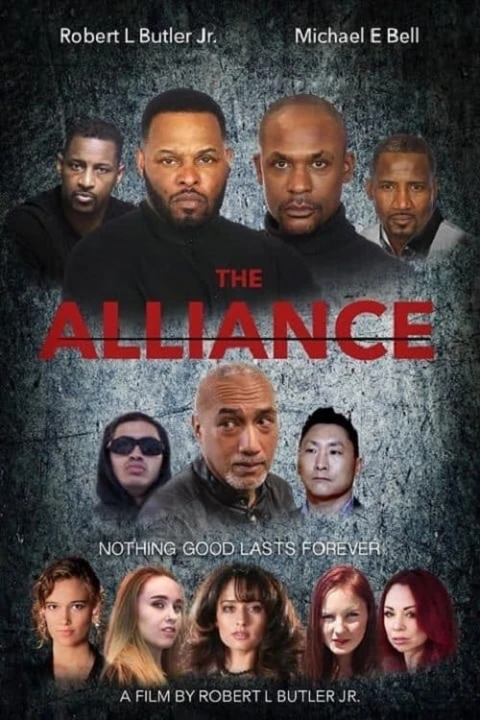 Robert L Butler Jr. Michael E Bell
THE
ALLIANCE
NOTHING GOOD LASTS FOREVER
A FILM BY ROBERT L BUTLER JR.